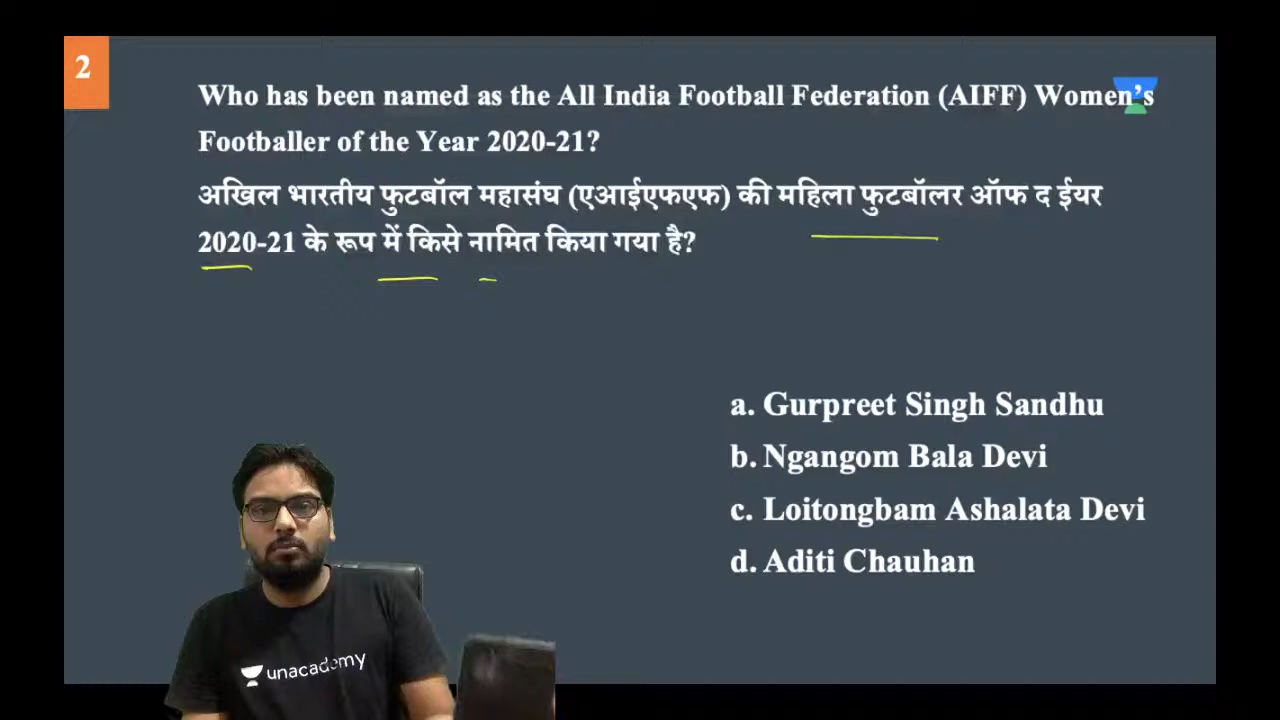 2
Who has been named as the All India Football Federation (AIFF) Women's
Footballer of the Year 2020-21?
अखिल भारतीय फुटबॉल महासंघ (एआईएफएफ) की महिला फुटबॉलर ऑफ द ईयर
2020-21 के रूप में किसे नामित किया गया है?
a. Gurpreet Singh Sandhu
b. Ngangom Bala Devi
c. Loitongbam Ashalata Devi
d. Aditi Chauhan
unacademy